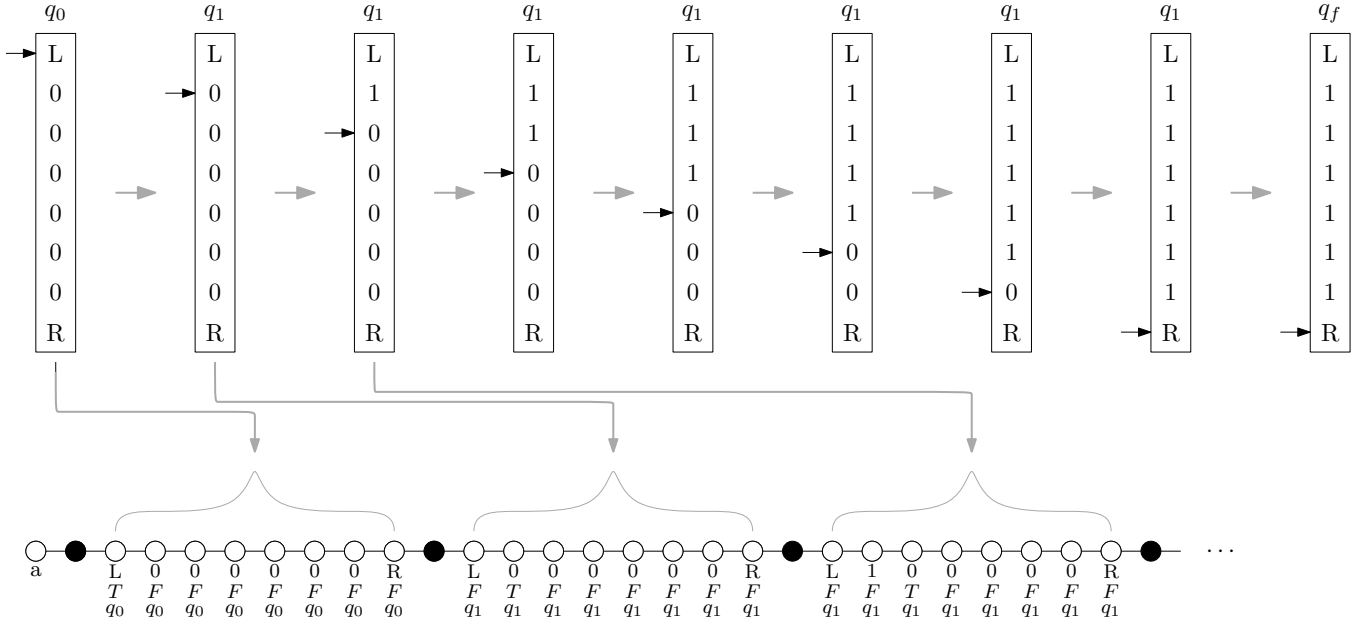 q₀ q₁ q₁ q₁ q₁ q₁ q₁ q₁ q_f
L L L L L L L L L
0 0 1 1 1 1 1 1 1
0 0 0 1 1 1 1 1 1
0 0 0 0 1 1 1 1 1
0 0 0 0 0 1 1 1 1
0 0 0 0 0 0 1 1 1
0 0 0 0 0 0 0 1 1
R R R R R R R R R
···
a L 0 0 0 0 0 0 R L 0 0 0 0 0 0 R L 1 0 0 0 0 0 R
T F F F F F F F F T F F F F F F F F T F F F F F
q₀ q₀ q₀ q₀ q₀ q₀ q₀ q₀ q₁ q₁ q₁ q₁ q₁ q₁ q₁ q₁ q₁ q₁ q₁ q₁ q₁ q₁ q₁ q₁